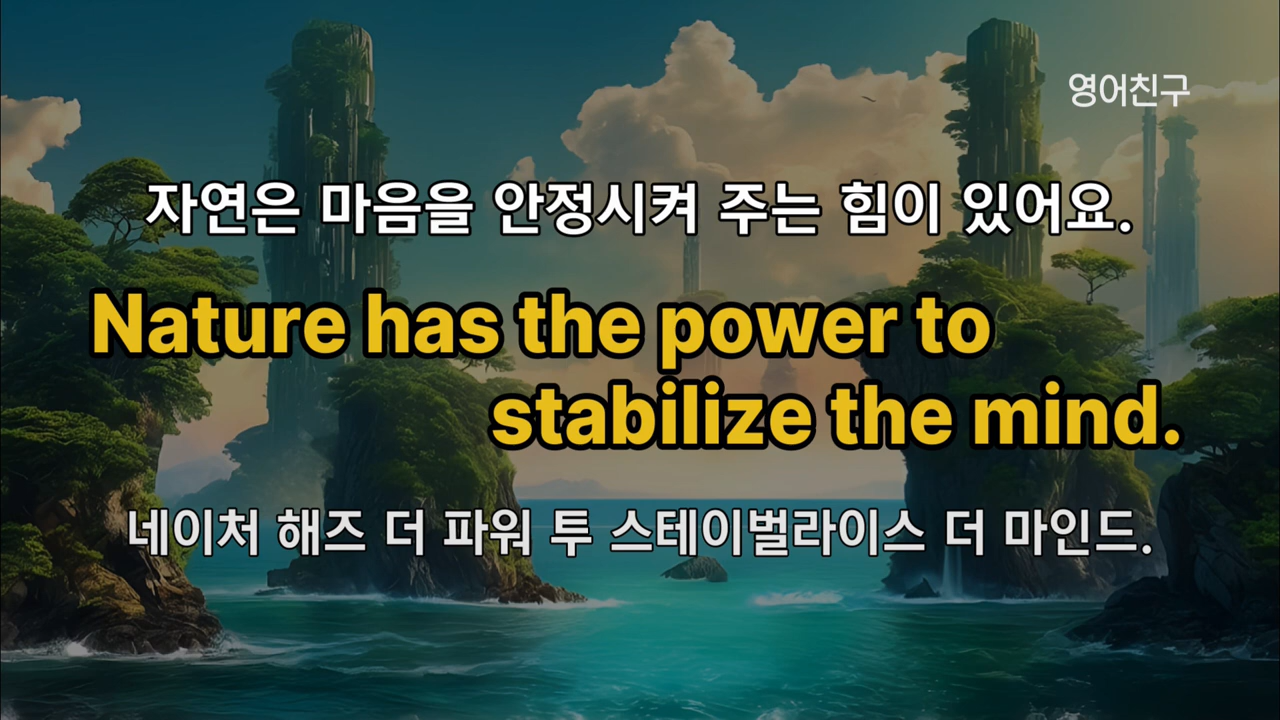 영어친구
자연은 마음을 안정시켜 주는 힘이 있어요.
Nature has the power to
stabilize the mind.
네이처 해즈 더 파워 투 스테이벌라이스 더 마인드.